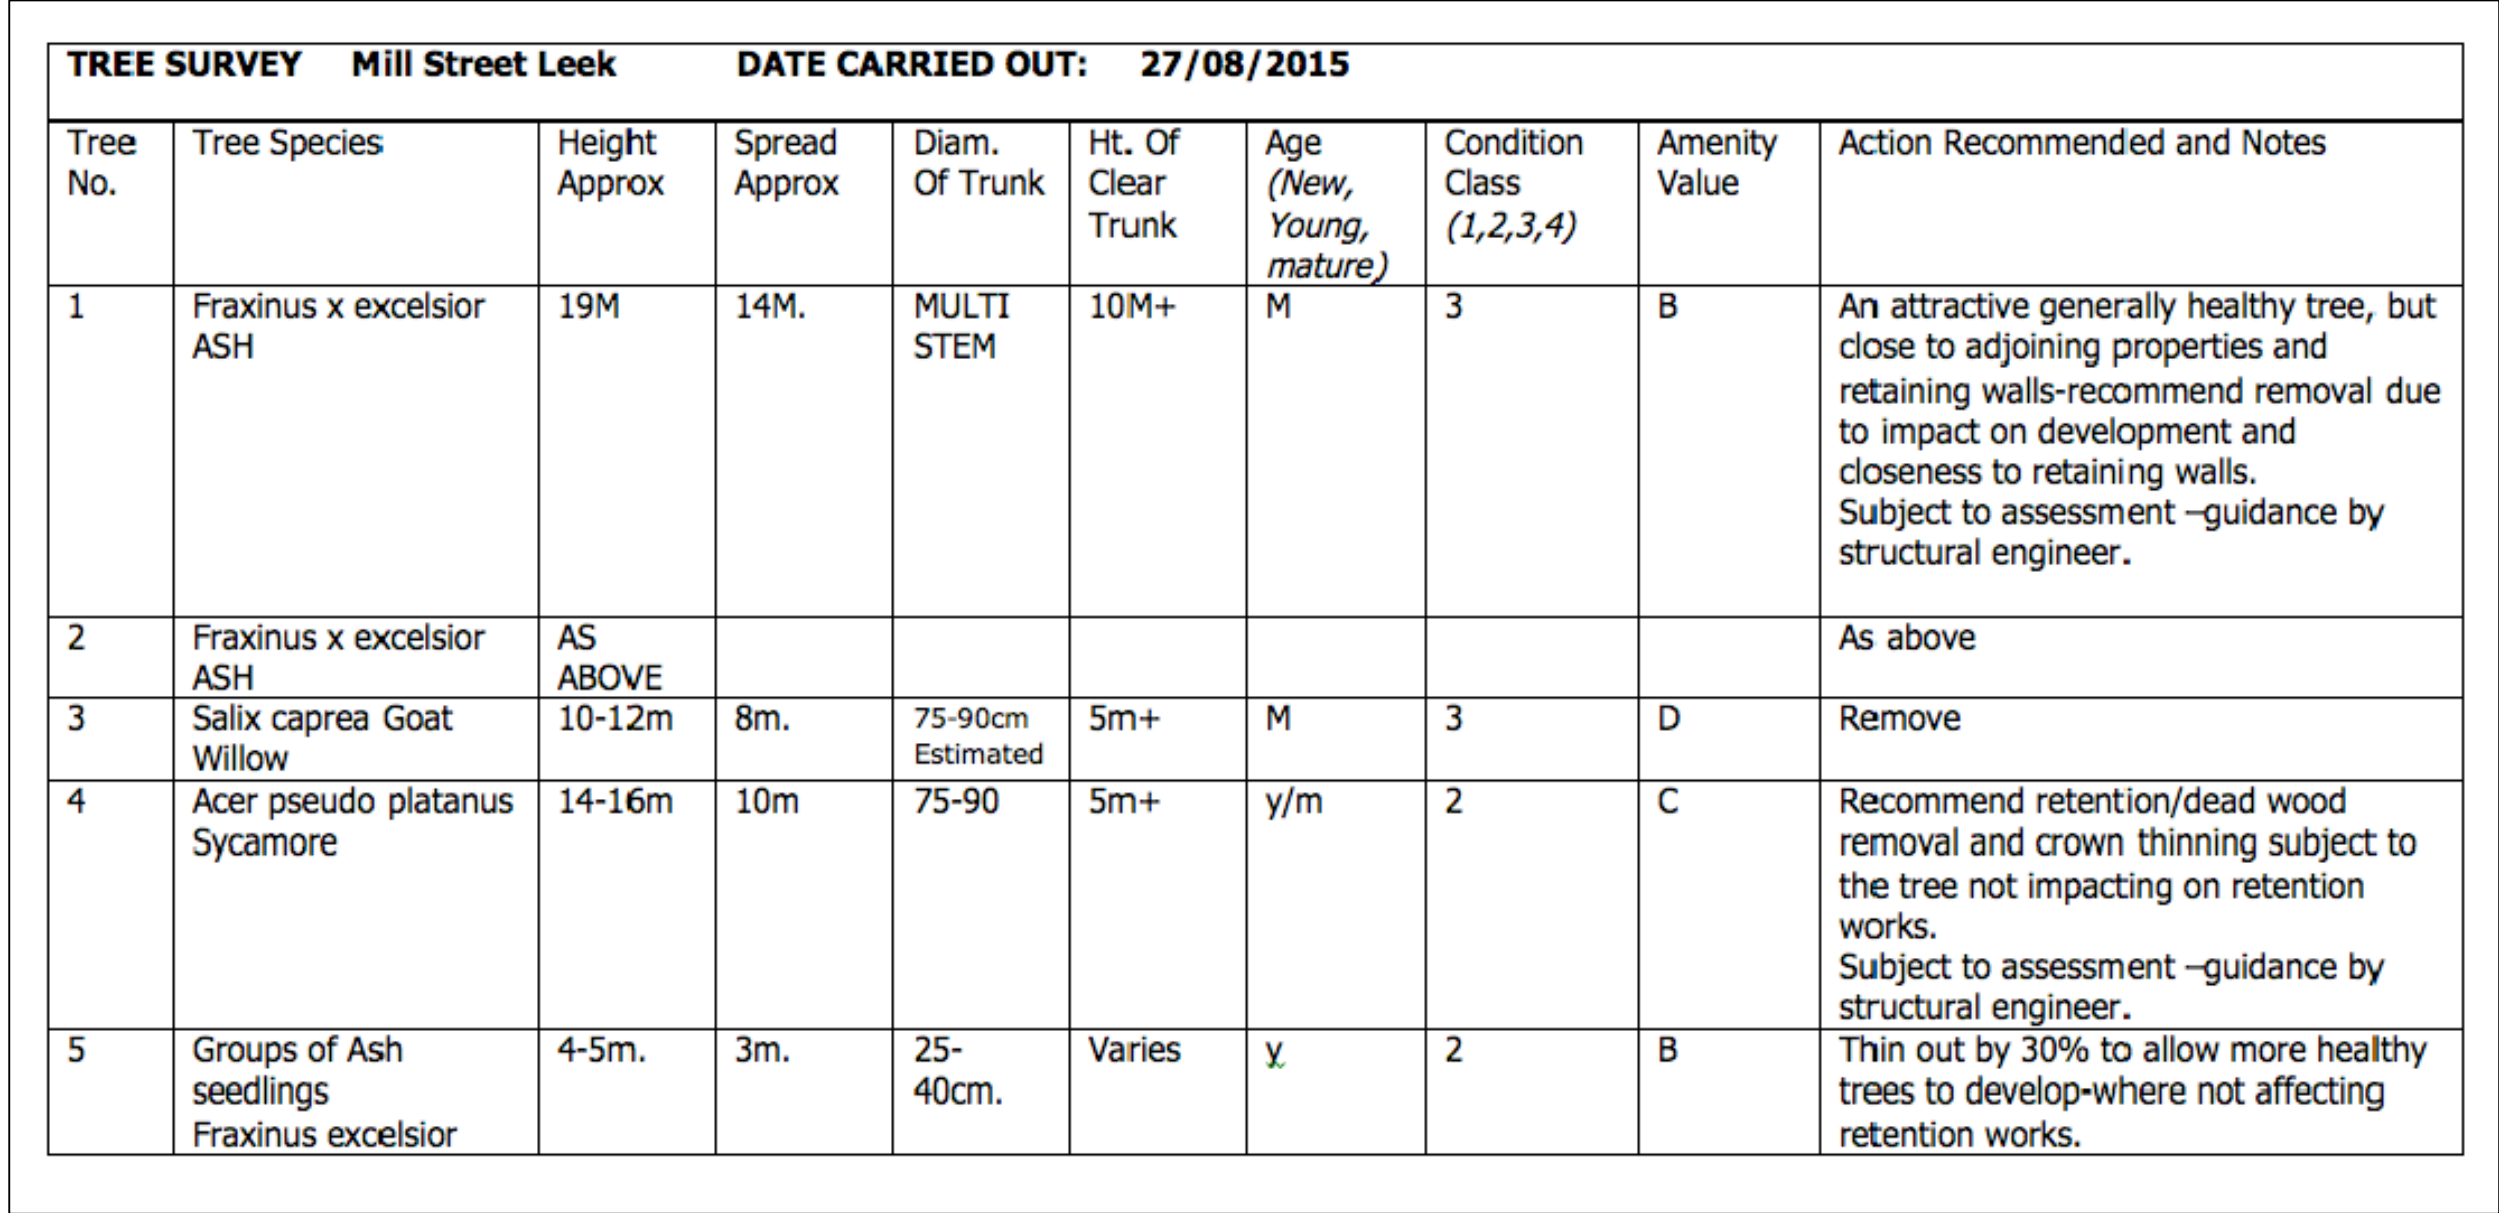 TREE SURVEY Mill Street Leek DATE CARRIED OUT: 27/08/2015
Tree No.
Tree Species
Height Approx
Spread Approx
Diam. Of Trunk
Ht. Of Clear Trunk
Age (New, Young, mature)
Condition Class (1,2,3,4)
Amenity Value
Action Recommended and Notes
1
Fraxinus x excelsior
ASH
19M
14M.
MULTI
STEM
10M+
M
3
B
An attractive generally healthy tree, but
close to adjoining properties and
retaining walls-recommend removal due
to impact on development and
closeness to retaining walls.
Subject to assessment –guidance by
structural engineer.
2
Fraxinus x excelsior
ASH
AS
ABOVE
As above
3
Salix caprea Goat
Willow
10-12m
8m.
75-90cm
Estimated
5m+
M
3
D
Remove
4
Acer pseudo platanus
Sycamore
14-16m
10m
75-90
5m+
y/m
2
C
Recommend retention/dead wood
removal and crown thinning subject to
the tree not impacting on retention
works.
Subject to assessment –guidance by
structural engineer.
5
Groups of Ash
seedlings
Fraxinus excelsior
4-5m.
3m.
25-
40cm.
Varies
y
2
B
Thin out by 30% to allow more healthy
trees to develop-where not affecting
retention works.